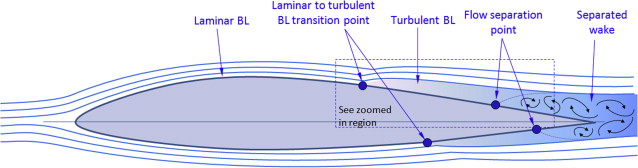 Laminar BL
Laminar to turbulent
BL transition point
Turbulent BL
Flow separation
point
Separated
wake
See zoomed
in region